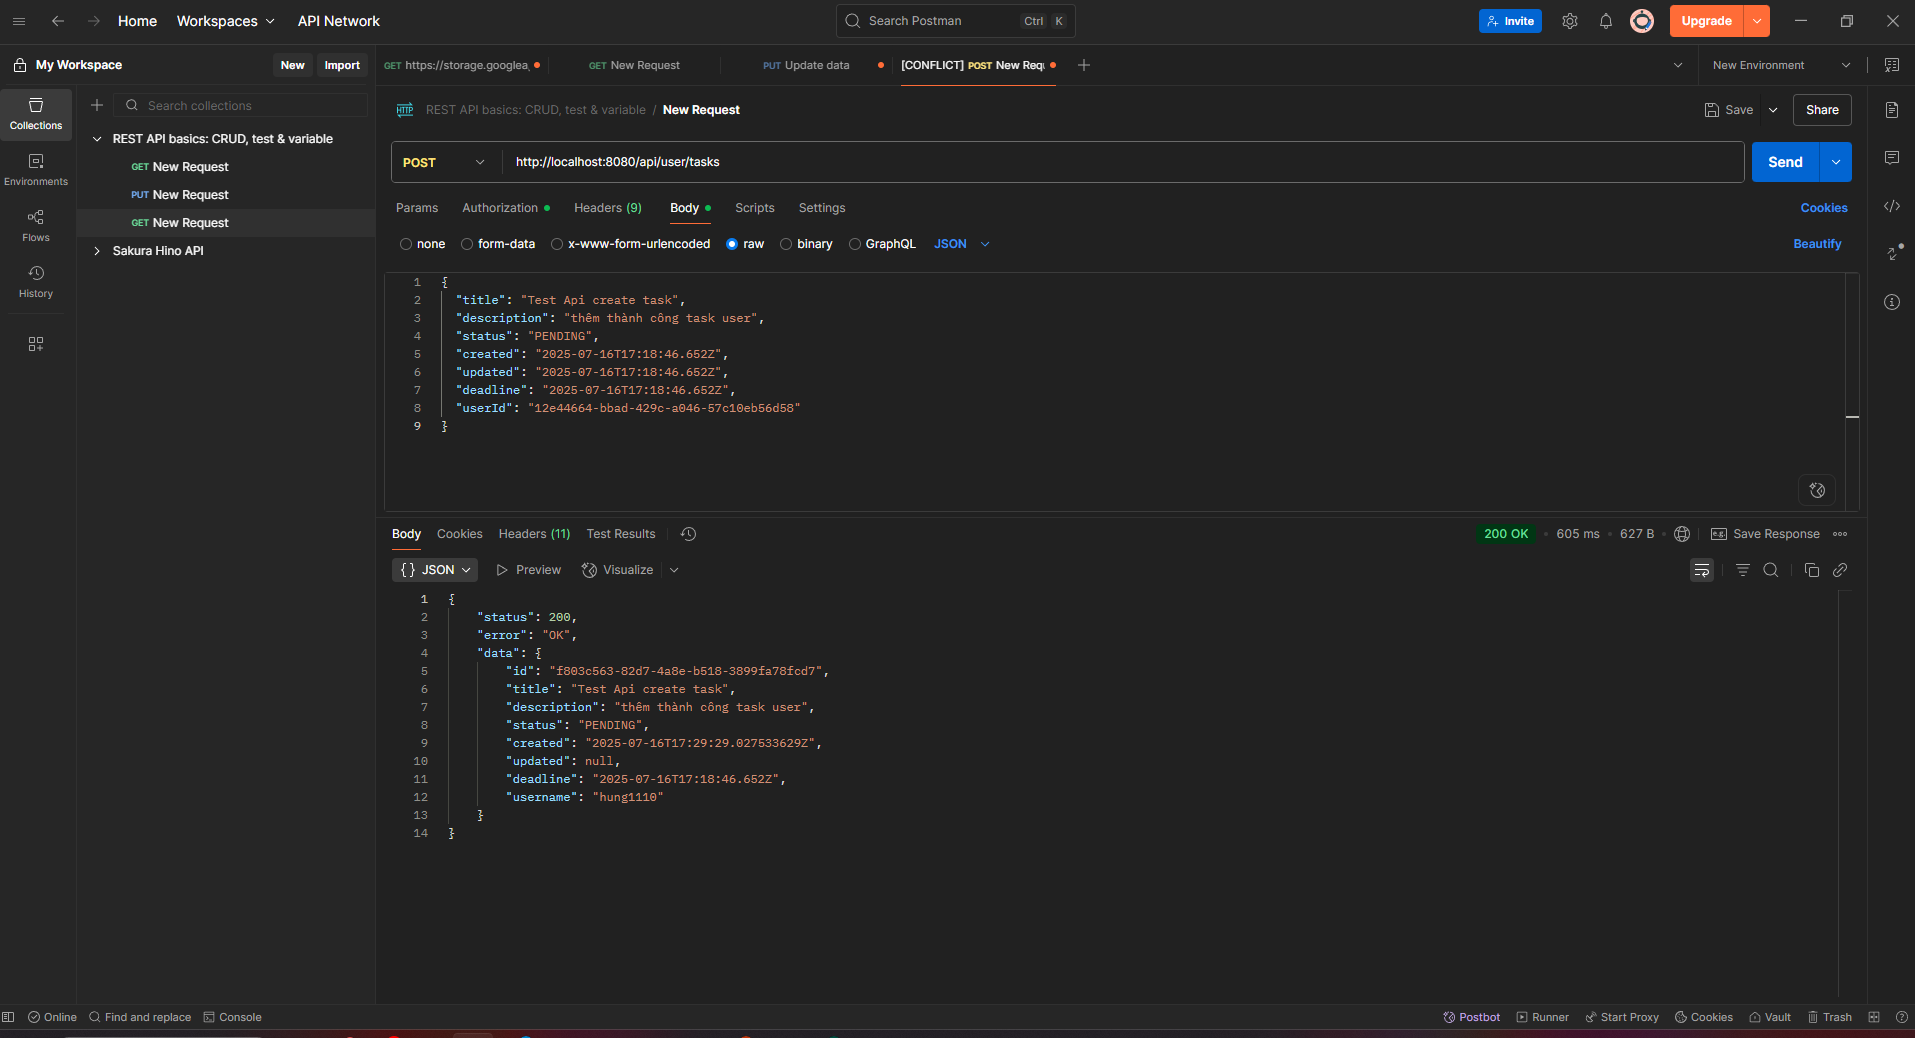 Home Workspaces API Network
Search Postman Ctrl K
Invite Upgrade
My Workspace New Import
GET https://storage.googlea GET New Request PUT Update data [CONFLICT] POST New Req New Environment
Collections
Environments
Flows
History
Search collections
REST API basics: CRUD, test & variable
GET New Request
PUT New Request
GET New Request
Sakura Hino API
HTTP REST API basics: CRUD, test & variable / New Request Save Share
POST http://localhost:8080/api/user/tasks Send
Params Authorization Headers (9) Body Scripts Settings Cookies
none form-data x-www-form-urlencoded raw binary GraphQL JSON Beautify
1 {
2 "title": "Test Api create task",
3 "description": "thêm thành công task user",
4 "status": "PENDING",
5 "created": "2025-07-16T17:18:46.652Z",
6 "updated": "2025-07-16T17:18:46.652Z",
7 "deadline": "2025-07-16T17:18:46.652Z",
8 "userId": "12e44664-bbad-429c-a046-57c10eb56d58"
9 }
Body Cookies Headers (11) Test Results 200 OK • 605 ms • 627 B e.g. Save Response
{} JSON Preview Visualize
1 {
2 "status": 200,
3 "error": "OK",
4 "data": {
5 "id": "f803c563-82d7-4a8e-b518-3899fa78fcd7",
6 "title": "Test Api create task",
7 "description": "thêm thành công task user",
8 "status": "PENDING",
9 "created": "2025-07-16T17:29:29.027533629Z",
10 "updated": null,
11 "deadline": "2025-07-16T17:18:46.652Z",
12 "username": "hung1110"
13 }
14 }
Online Find and replace Console Postbot Runner Start Proxy Cookies Vault Trash